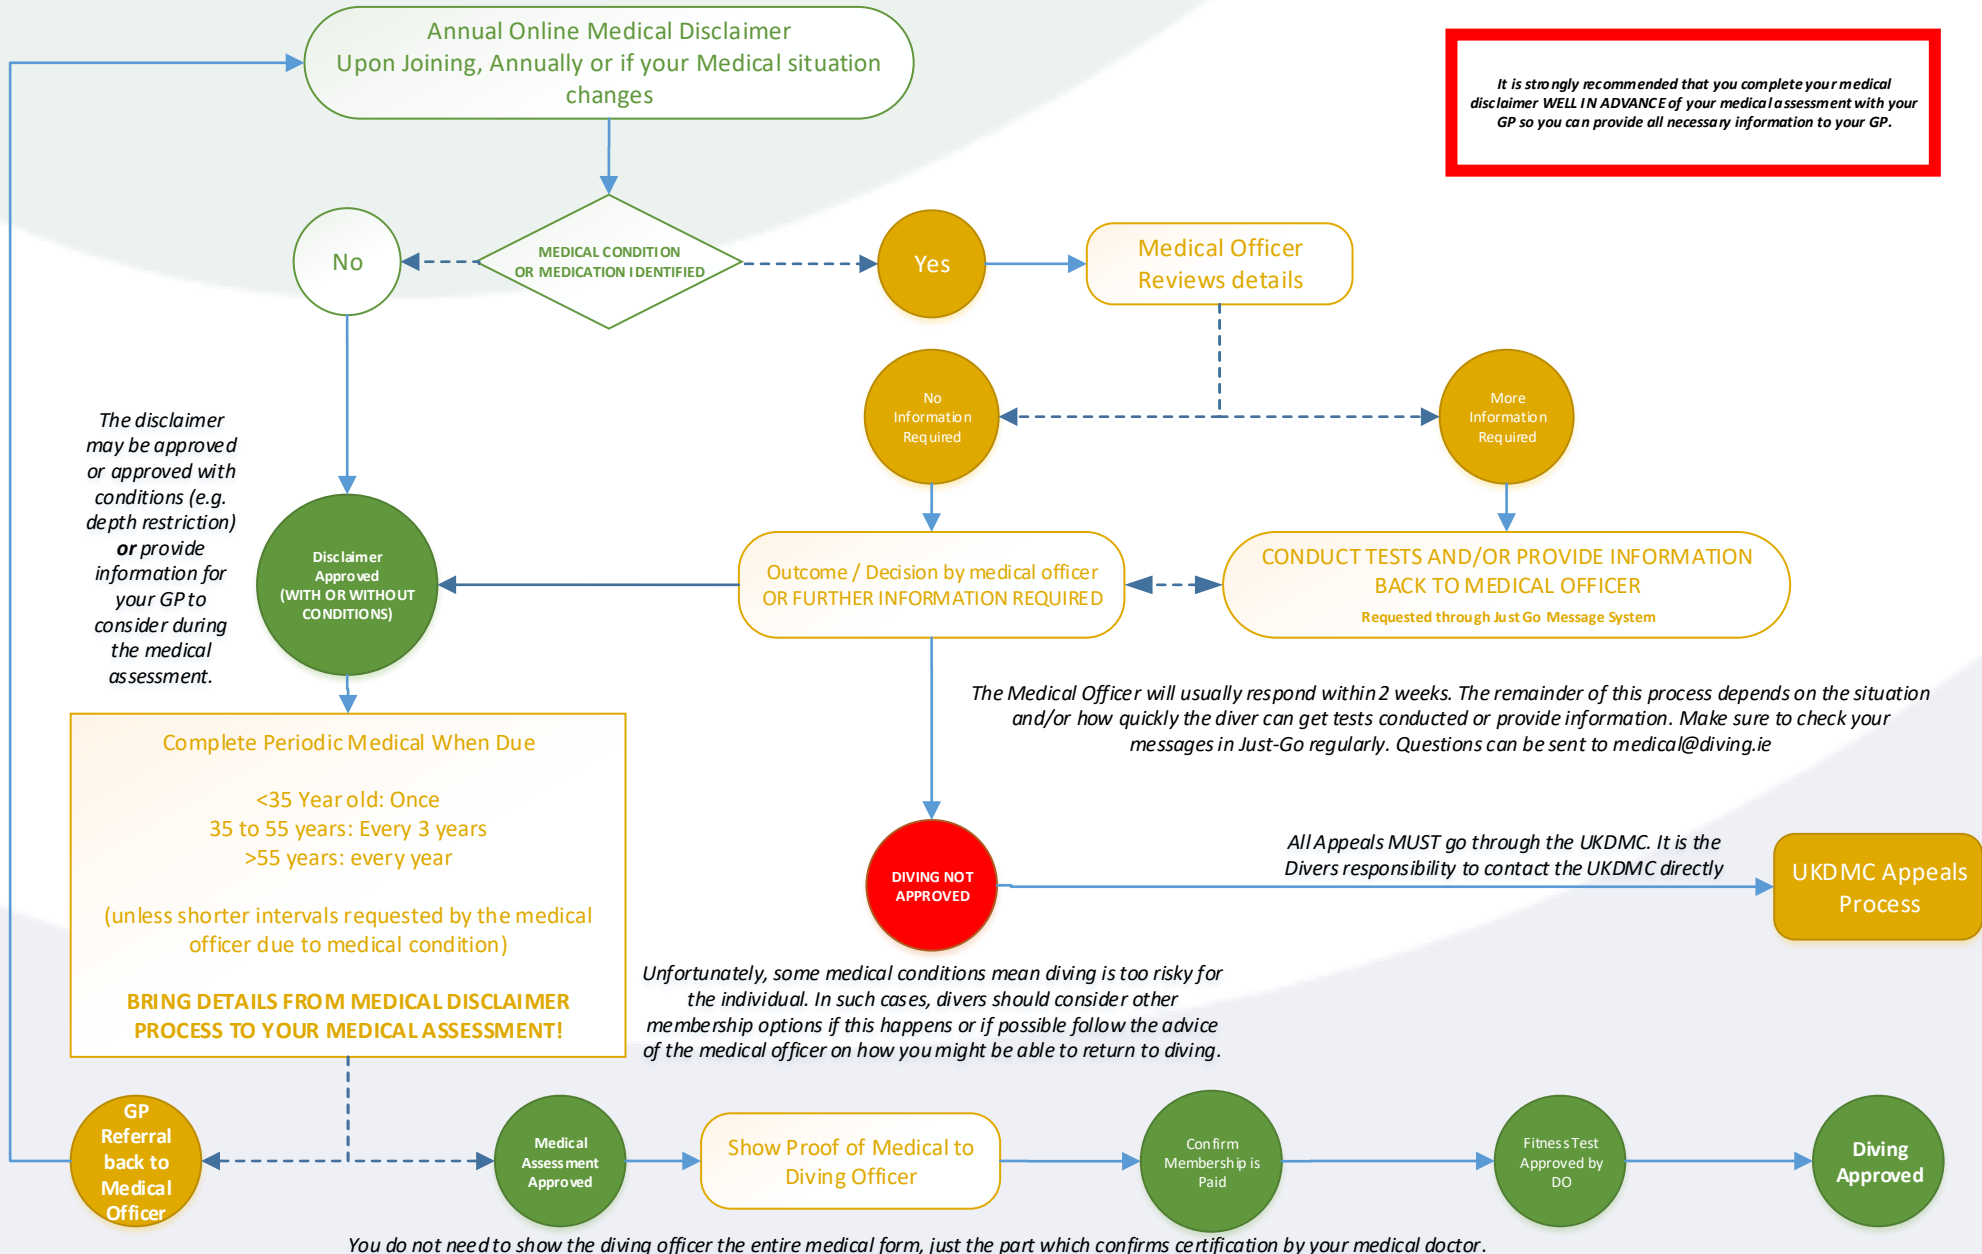 Annual Online Medical Disclaimer
Upon Joining, Annually or if your Medical situation
changes
It is strongly recommended that you complete your medical
disclaimer WELL IN ADVANCE of your medical assessment with your
GP so you can provide all necessary information to your GP.
No
MEDICAL CONDITION
OR MEDICATION IDENTIFIED
Yes
Medical Officer
Reviews details
No
Information
Required
More
Information
Required
The disclaimer
may be approved
or approved with
conditions (e.g.
depth restriction)
or provide
information for
your GP to
consider during
the medical
assessment.
Disclaimer
Approved
(WITH OR WITHOUT
CONDITIONS)
Outcome / Decision by medical officer
OR FURTHER INFORMATION REQUIRED
CONDUCT TESTS AND/OR PROVIDE INFORMATION
BACK TO MEDICAL OFFICER
Requested through Just Go Message System
The Medical Officer will usually respond within 2 weeks. The remainder of this process depends on the situation
and/or how quickly the diver can get tests conducted or provide information. Make sure to check your
messages in Just-Go regularly. Questions can be sent to medical@diving.ie
Complete Periodic Medical When Due
<35 Year old: Once
35 to 55 years: Every 3 years
>55 years: every year
(unless shorter intervals requested by the medical
officer due to medical condition)
BRING DETAILS FROM MEDICAL DISCLAIMER
PROCESS TO YOUR MEDICAL ASSESSMENT!
DIVING NOT
APPROVED
All Appeals MUST go through the UKDMC. It is the
Divers responsibility to contact the UKDMC directly
UKDMC Appeals
Process
Unfortunately, some medical conditions mean diving is too risky for
the individual. In such cases, divers should consider other
membership options if this happens or if possible follow the advice
of the medical officer on how you might be able to return to diving.
GP
Referral
back to
Medical
Officer
Medical
Assessment
Approved
Show Proof of Medical to
Diving Officer
Confirm
Membership is
Paid
Fitness Test
Approved by
DO
Diving
Approved
You do not need to show the diving officer the entire medical form, just the part which confirms certification by your medical doctor.